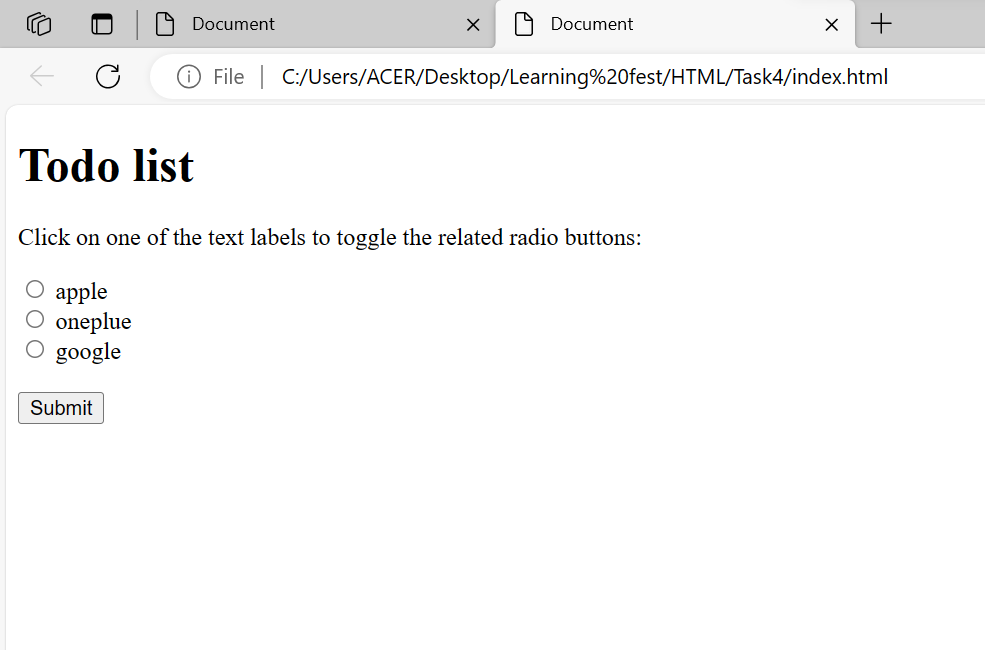 Document
Document
File
C:/Users/ACER/Desktop/Learning%20fest/HTML/Task4/index.html
Todo list
Click on one of the text labels to toggle the related radio buttons:
apple
oneplue
google
Submit